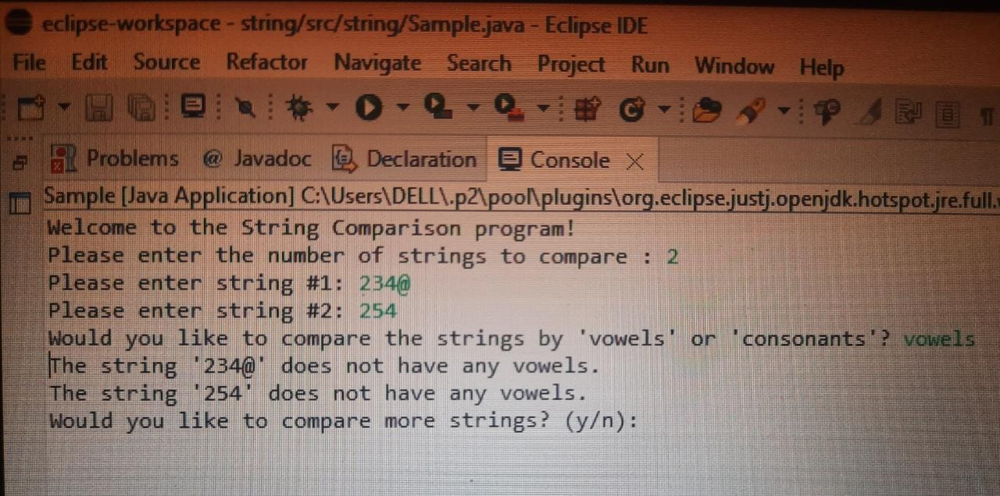 eclipse-workspace - string/src/string/Sample.java - Eclipse IDE
File Edit Source Refactor Navigate Search Project Run Window Help
Problems @ Javadoc Declaration Console
Sample [Java Application] C:\Users\DELL\.p2\pool\plugins\org.eclipse.justj.openjdk.hotspot.jre.full.
Welcome to the String Comparison program!
Please enter the number of strings to compare : 2
Please enter string #1: 234@
Please enter string #2: 254
Would you like to compare the strings by 'vowels' or 'consonants'? vowels
The string '234@' does not have any vowels.
The string '254' does not have any vowels.
Would you like to compare more strings? (y/n):